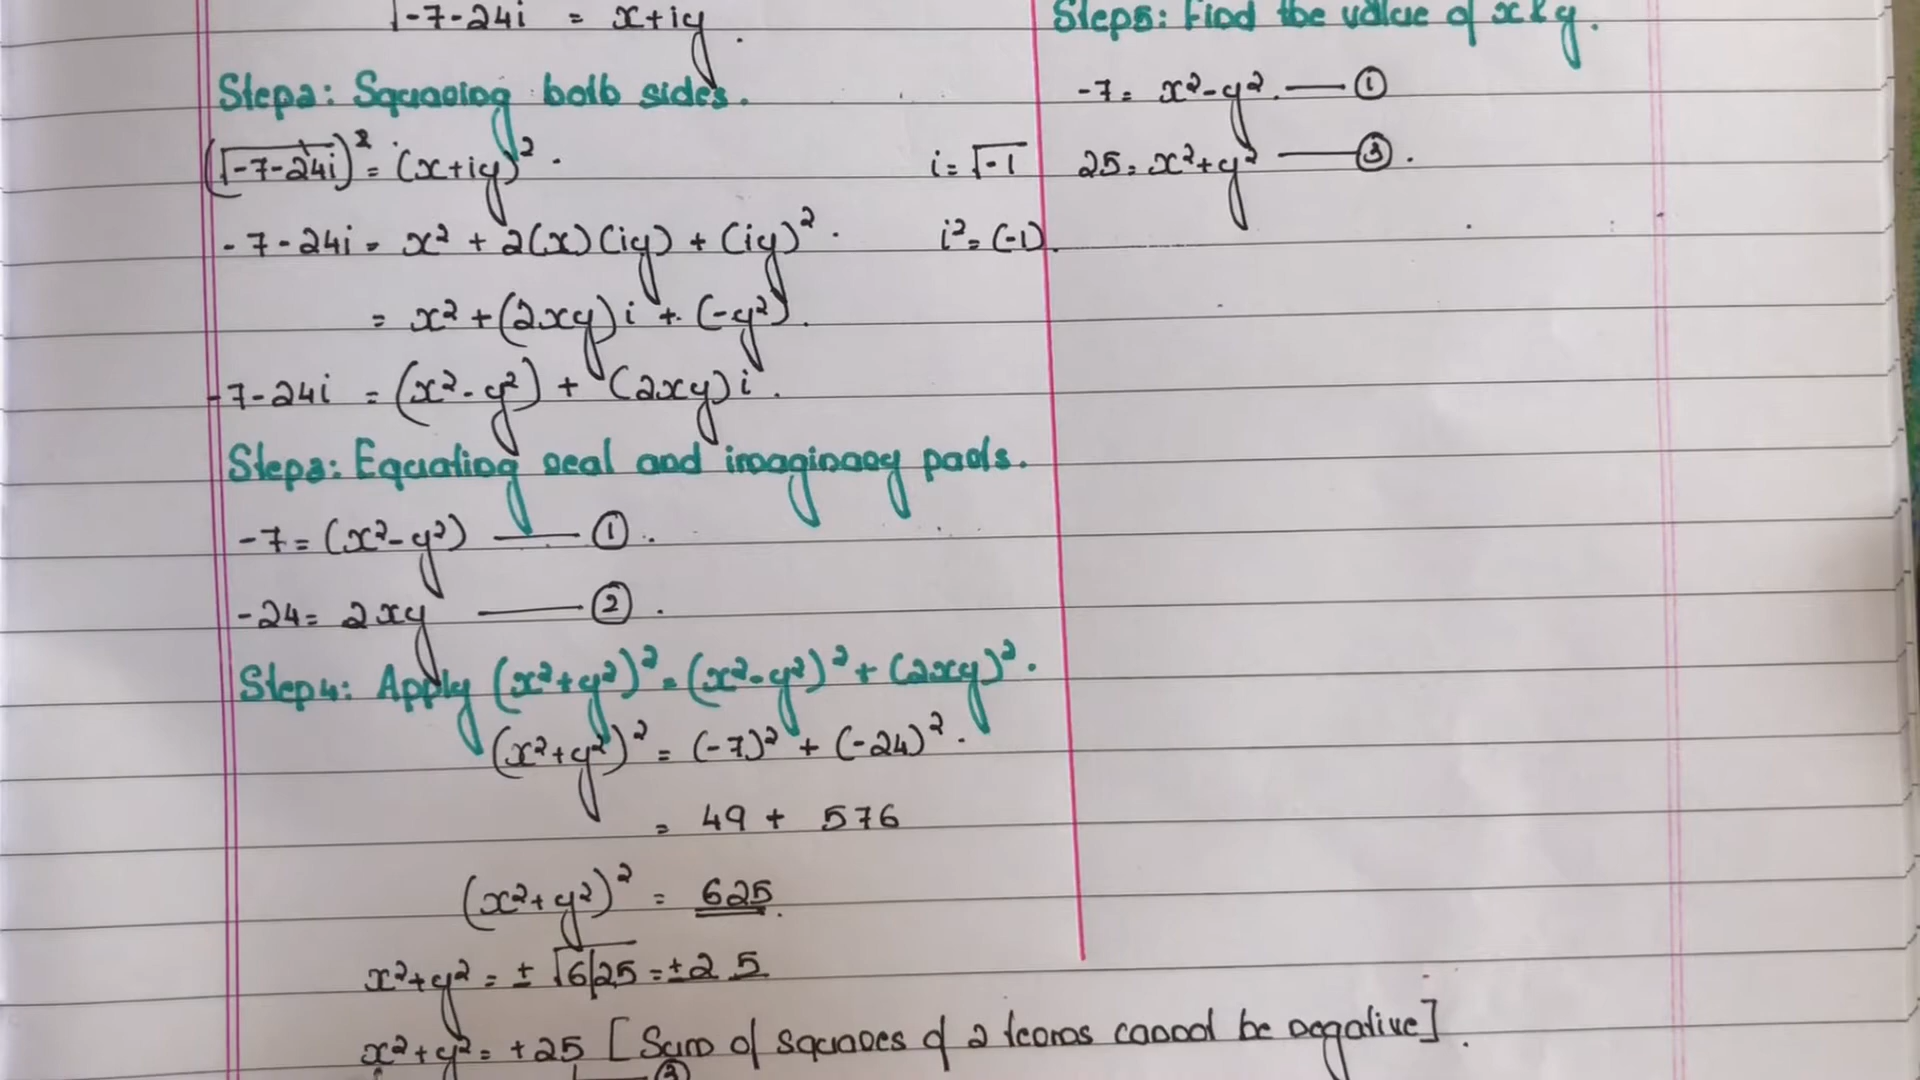 √-7-24i = x+iy.
Step2: Squaring both sides.
(√-7-24i)² = (x+iy)².
-7-24i = x² + 2(x)(iy) + (iy)².
= x² + (2xy)i + (-y²).
-7-24i = (x²-y²) + (2xy)i.
Step3: Equating real and imaginary parts.
-7 = (x²-y²) —— ①.
-24 = 2xy —— ②.
Step4: Apply (x²+y²)² = (x²-y²)² + (2xy)².
(x²+y²)² = (-7)² + (-24)².
= 49 + 576
(x²+y²)² = 625.
x²+y² = ± √625 = ±25
x²+y² = +25 [Sum of squares of 2 terms cannot be negative].
—— ③
i = √-1
i² = (-1).
Step5: Find the value of x & y.
-7 = x²-y². —— ①
25 = x²+y² —— ③.